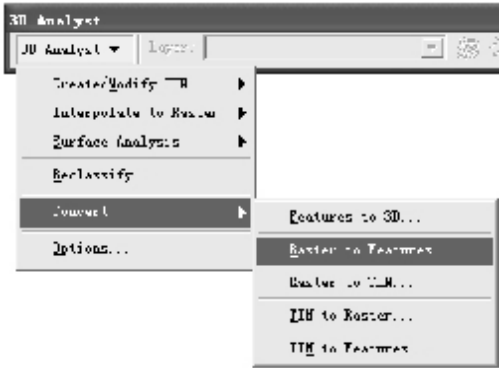 3D Analyst
3D Analyst Layer:
Create/Modify TIN
Interpolate to Raster
Surface Analysis
Reclassify
Convert
Options...
Features to 3D...
Raster to Features
Raster to TIN...
TIN to Raster...
TIN to Features